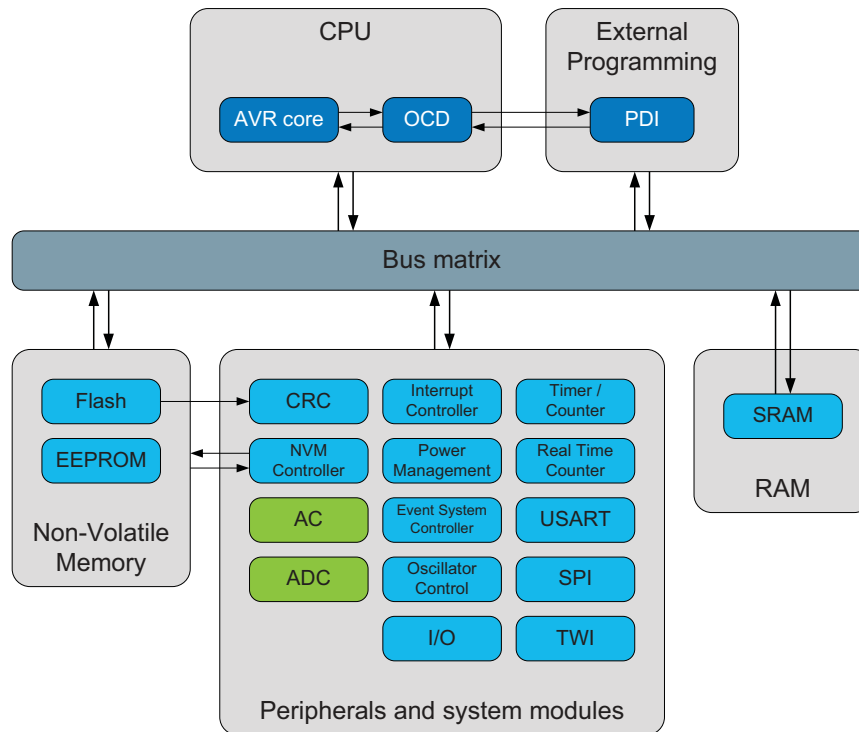 CPU
External
Programming
AVR core
OCD
PDI
Bus matrix
Flash
EEPROM
Non-Volatile
Memory
CRC
Interrupt
Controller
Timer /
Counter
NVM
Controller
Power
Management
Real Time
Counter
AC
Event System
Controller
USART
ADC
Oscillator
Control
SPI
I/O
TWI
Peripherals and system modules
SRAM
RAM